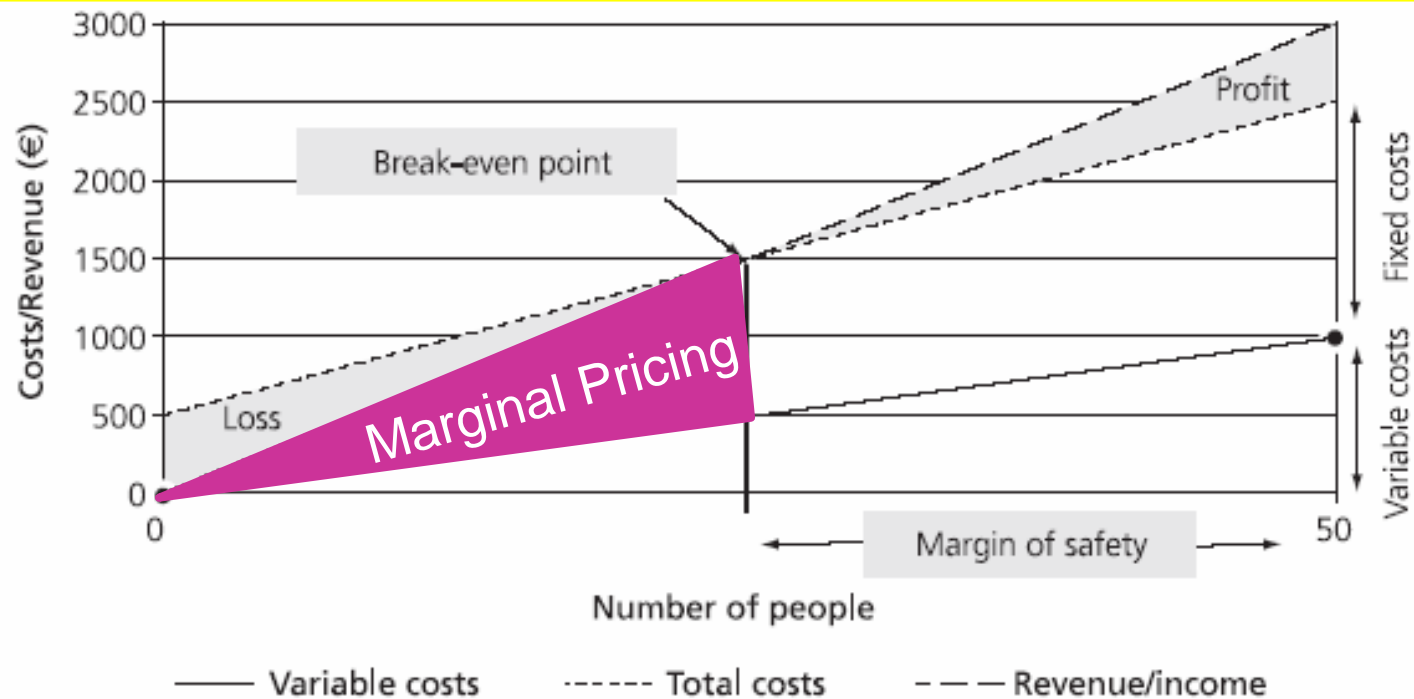 3000
2500
2000
1500
1000
500
0
Costs/Revenue (€)
Break-even point
Profit
Loss
Marginal Pricing
Fixed costs
Variable costs
0
50
Margin of safety
Number of people
Variable costs
Total costs
Revenue/income